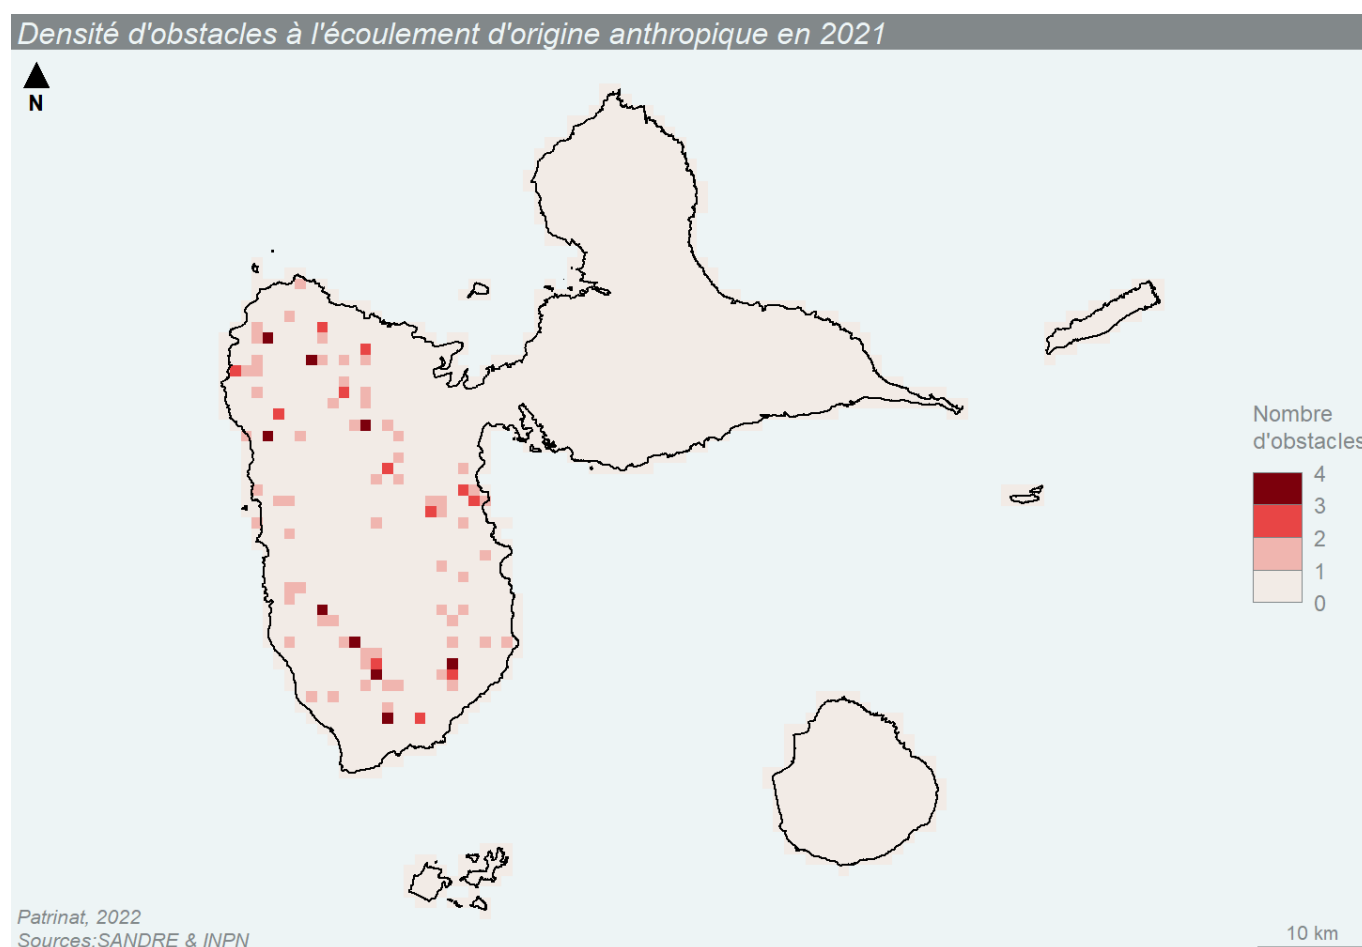 Densité d'obstacles à l'écoulement d'origine anthropique en 2021
N
Nombre
d'obstacles
4
3
2
1
0
Patrinat, 2022
Sources:SANDRE & INPN
10 km